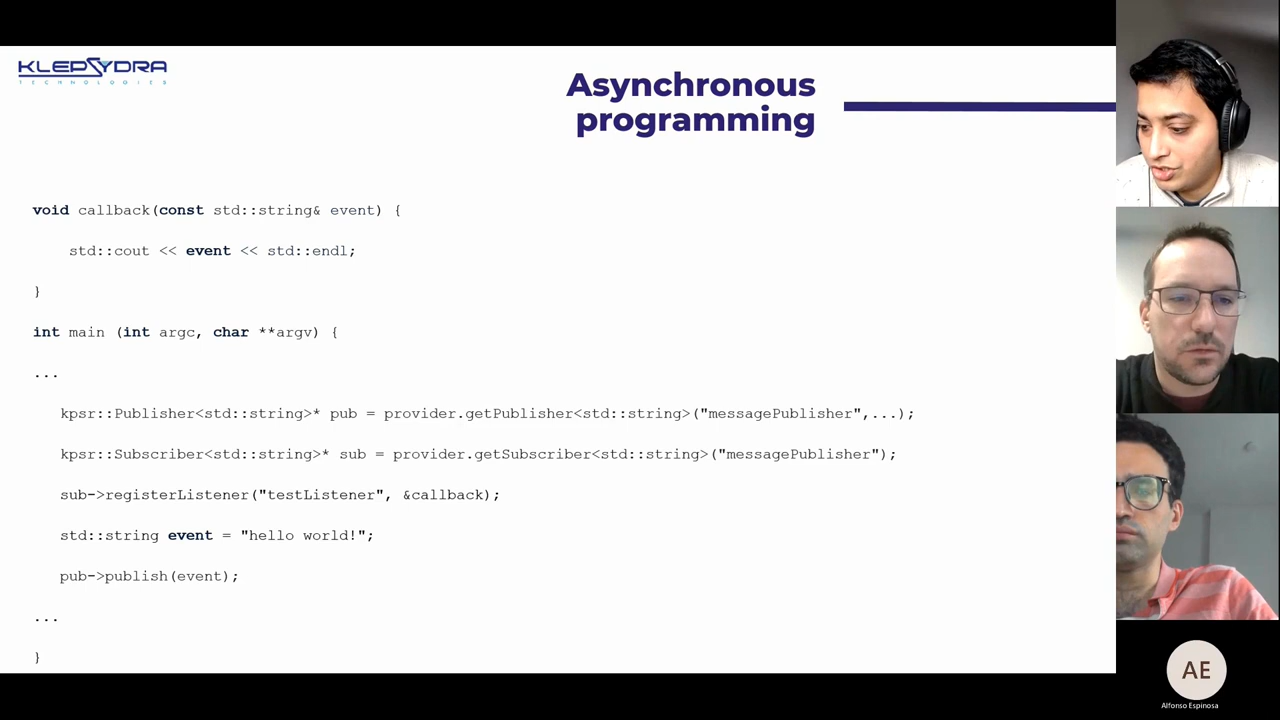 KLEPSYDRA
TECHNOLOGIES
Asynchronous
programming
void callback(const std::string& event) {
std::cout << event << std::endl;
}
int main (int argc, char **argv) {
...
kpsr::Publisher<std::string>* pub = provider.getPublisher<std::string>("messagePublisher",...);
kpsr::Subscriber<std::string>* sub = provider.getSubscriber<std::string>("messagePublisher");
sub->registerListener("testListener", &callback);
std::string event = "hello world!";
pub->publish(event);
...
}
AE
Alfonso Espinosa